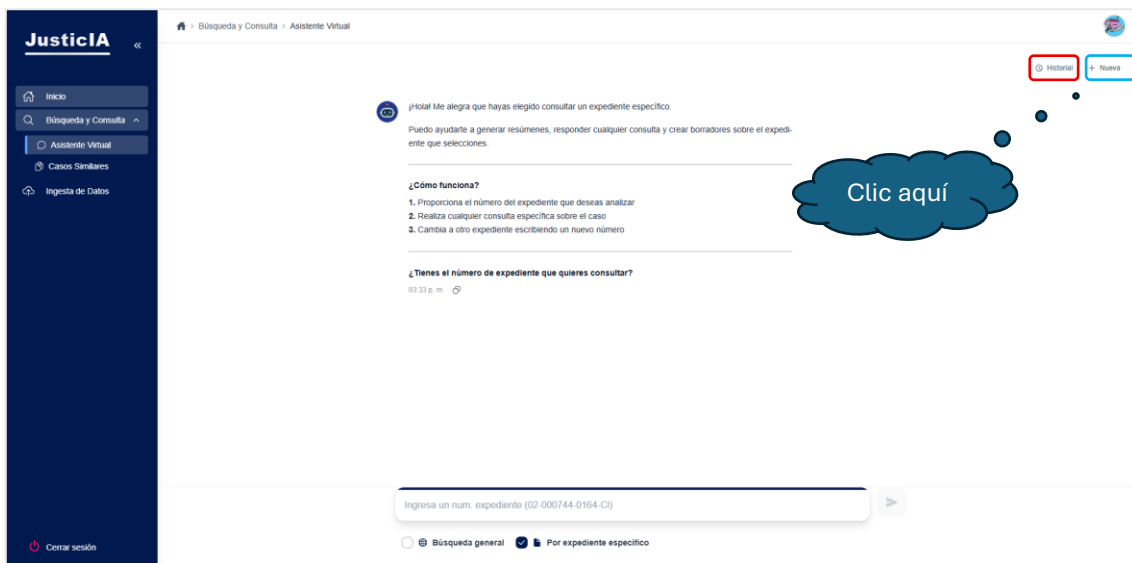 JusticIA «
Búsqueda y Consulta > Asistente Virtual
Historial
+ Nueva
Inicio
Búsqueda y Consulta
Asistente Virtual
Casos Similares
Ingesta de Datos
¡Hola! Me alegra que hayas elegido consultar un expediente específico.
Puedo ayudarte a generar resúmenes, responder cualquier consulta y crear borradores sobre el expedi-
ente que selecciones.
¿Cómo funciona?
1. Proporciona el número del expediente que deseas analizar
2. Realiza cualquier consulta específica sobre el caso
3. Cambia a otro expediente escribiendo un nuevo número
¿Tienes el número de expediente que quieres consultar?
03:33 p. m.
Clic aquí
Ingresa un num. expediente (02-000744-0164-CI)
Búsqueda general
Por expediente específico
Cerrar sesión